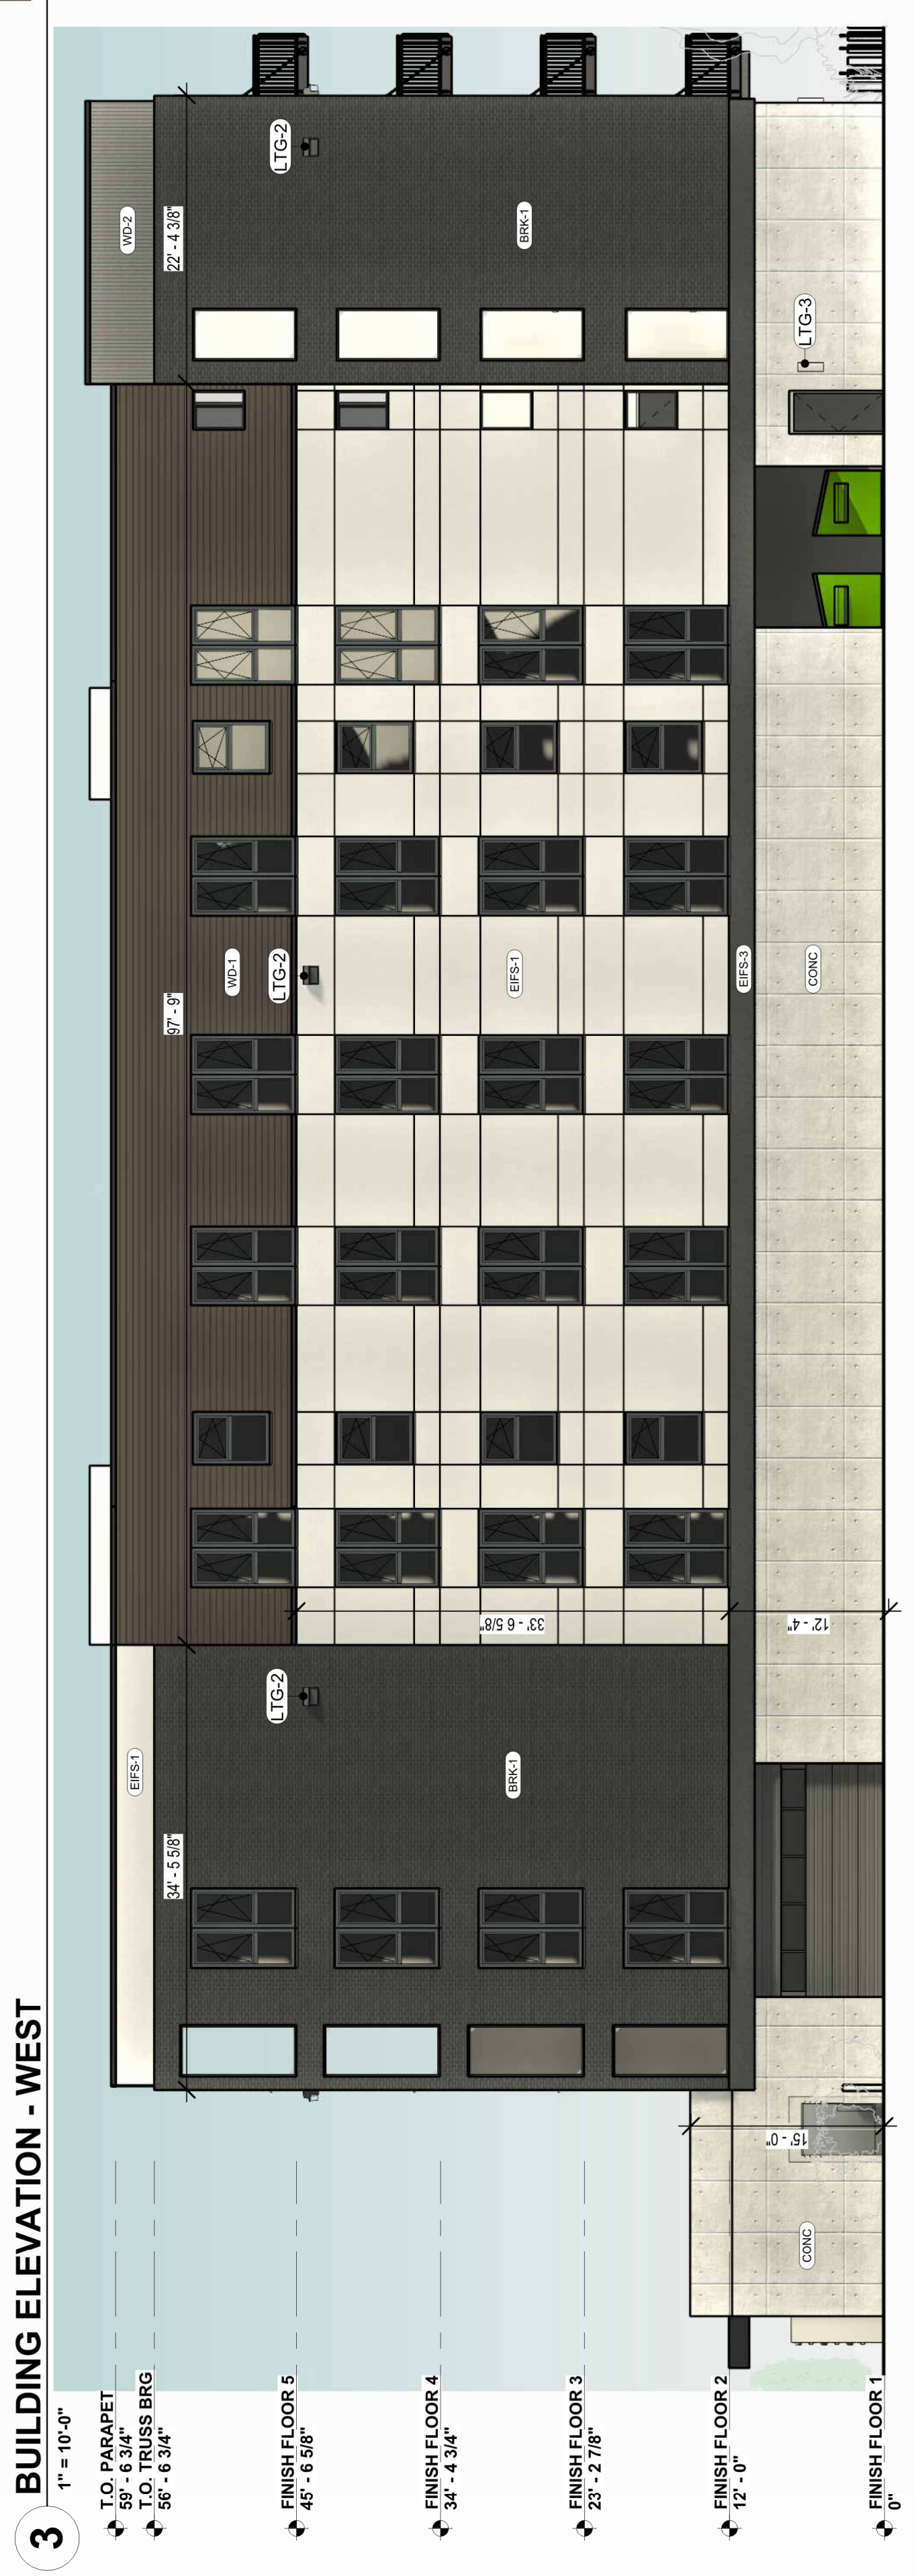 3
BUILDING ELEVATION - WEST
1" = 10'-0"
T.O. PARAPET
59' - 6 3/4"
T.O. TRUSS BRG
56' - 6 3/4"
FINISH FLOOR 5
45' - 6 5/8"
FINISH FLOOR 4
34' - 4 3/4"
FINISH FLOOR 3
23' - 2 7/8"
FINISH FLOOR 2
12' - 0"
FINISH FLOOR 1
0"
EIFS-1
WD-2
34' - 5 5/8"
97' - 9"
22' - 4 3/8"
WD-1
LTG-2
LTG-2
LTG-2
BRK-1
33' - 6 5/8"
EIFS-1
BRK-1
EIFS-3
CONC
15' - 0"
12' - 4"
CONC
LTG-3